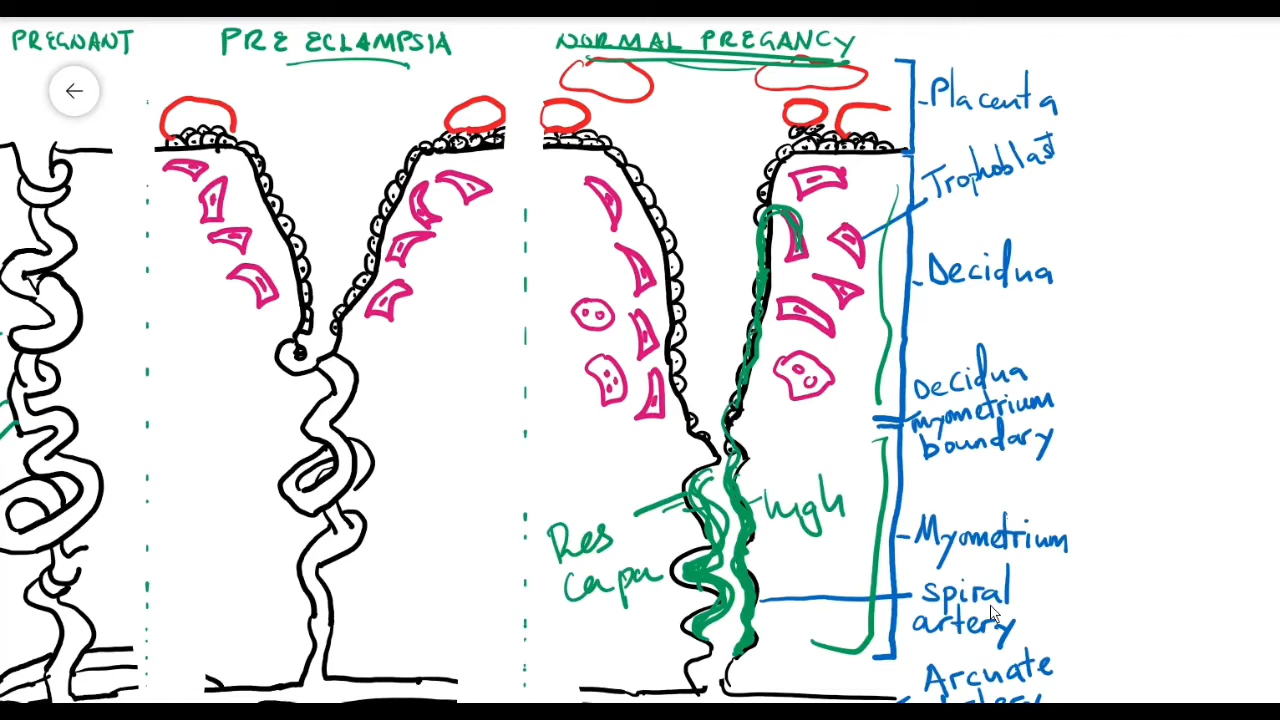 PREGNANT
PRE ECLAMPSIA
NORMAL PREGANCY
Placenta
Trophoblast
Decidua
Decidua
myometrium
boundary
high
Res
capa
Myometrium
spiral
artery
Arcuate